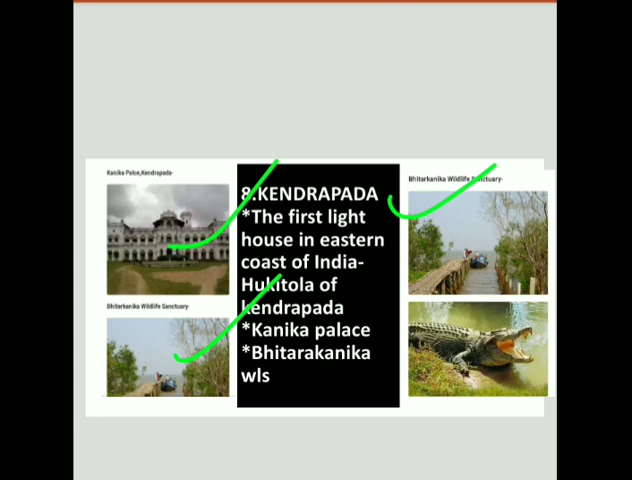 Kanika Palce,Kendrapada-
Bhitarkanika Wildlife Sanctuary-
8.KENDRAPADA
*The first light
house in eastern
coast of India-
Hukitola of
kendrapada
*Kanika palace
*Bhitarakanika
wls
Bhitarkanika Wildlife Sanctuary-